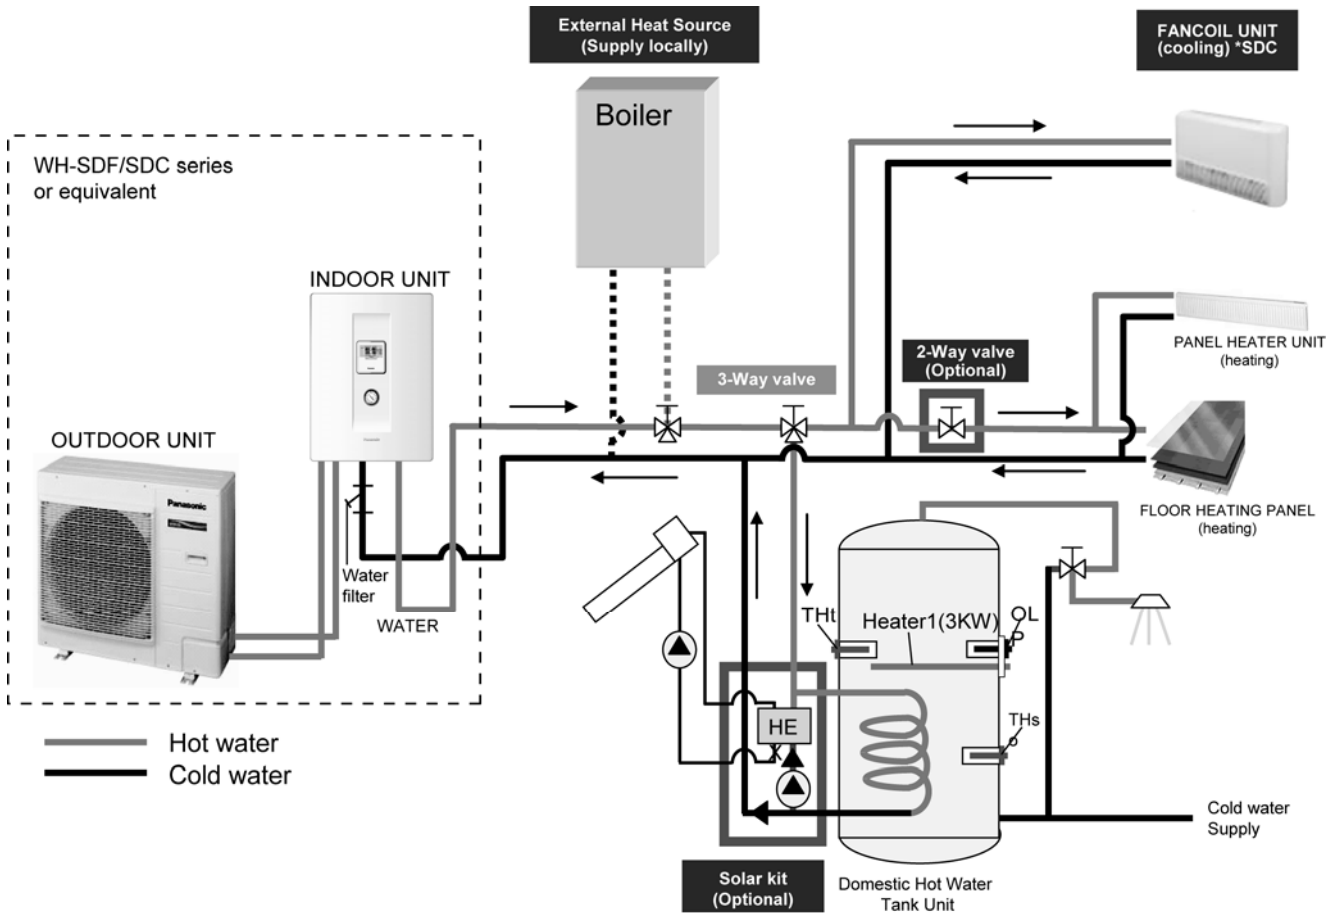 External Heat Source
(Supply locally)
FANCOIL UNIT
(cooling) *SDC
Boiler
WH-SDF/SDC series
or equivalent
INDOOR UNIT
PANEL HEATER UNIT
(heating)
2-Way valve
(Optional)
3-Way valve
OUTDOOR UNIT
Panasonic
FLOOR HEATING PANEL
(heating)
Water
filter
WATER
THt
Heater1(3KW)
OL
P
THs
HE
Hot water
Cold water
Cold water
Supply
Solar kit
(Optional)
Domestic Hot Water
Tank Unit